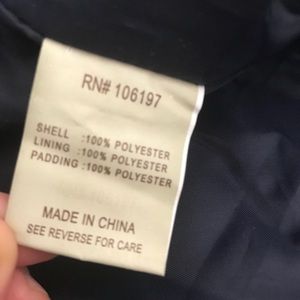 RN# 106197
SHELL :100% POLYESTER
LINING :100% POLYESTER
PADDING :100% POLYESTER
MADE IN CHINA
SEE REVERSE FOR CARE